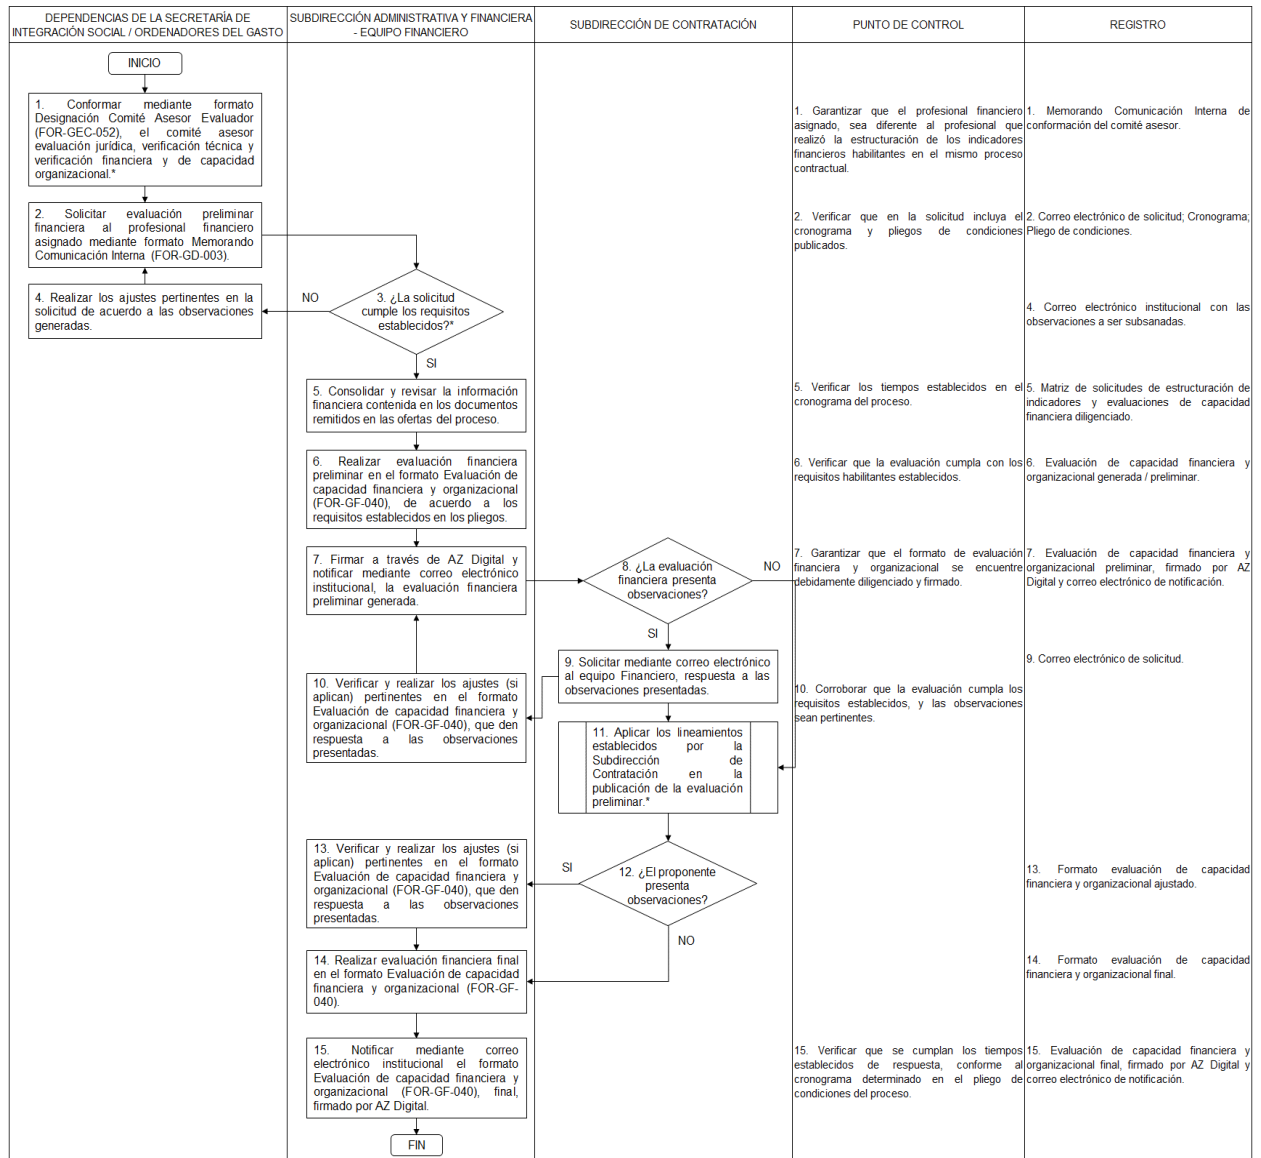 DEPENDENCIAS DE LA SECRETARÍA DE
INTEGRACIÓN SOCIAL / ORDENADORES DEL GASTO
SUBDIRECCIÓN ADMINISTRATIVA Y FINANCIERA
- EQUIPO FINANCIERO
SUBDIRECCIÓN DE CONTRATACIÓN
PUNTO DE CONTROL
REGISTRO
INICIO
1. Conformar mediante formato
Designación Comité Asesor Evaluador
(FOR-GEC-052), el comité asesor
evaluación jurídica, verificación técnica y
verificación financiera y de capacidad
organizacional.*
1. Garantizar que el profesional financiero
asignado, sea diferente al profesional que
realizó la estructuración de los indicadores
financieros habilitantes en el mismo proceso
contractual.
1. Memorando Comunicación Interna de
conformación del comité asesor.
2. Solicitar evaluación preliminar
financiera al profesional financiero
asignado mediante formato Memorando
Comunicación Interna (FOR-GD-003).
2. Verificar que en la solicitud incluya el
cronograma y pliegos de condiciones
publicados.
2. Correo electrónico de solicitud; Cronograma;
Pliego de condiciones.
4. Realizar los ajustes pertinentes en la
solicitud de acuerdo a las observaciones
generadas.
NO
3. ¿La solicitud
cumple los requisitos
establecidos?*
SI
4. Correo electrónico institucional con las
observaciones a ser subsanadas.
5. Consolidar y revisar la información
financiera contenida en los documentos
remitidos en las ofertas del proceso.
5. Verificar los tiempos establecidos en el
cronograma del proceso.
5. Matriz de solicitudes de estructuración de
indicadores y evaluaciones de capacidad
financiera diligenciado.
6. Realizar evaluación financiera
preliminar en el formato Evaluación de
capacidad financiera y organizacional
(FOR-GF-040), de acuerdo a los
requisitos establecidos en los pliegos.
6. Verificar que la evaluación cumpla con los
requisitos habilitantes establecidos.
6. Evaluación de capacidad financiera y
organizacional generada / preliminar.
7. Firmar a través de AZ Digital y
notificar mediante correo electrónico
institucional, la evaluación financiera
preliminar generada.
8. ¿La evaluación
financiera presenta
observaciones?
NO
SI
7. Garantizar que el formato de evaluación
financiera y organizacional se encuentre
debidamente diligenciado y firmado.
7. Evaluación de capacidad financiera y
organizacional preliminar, firmado por AZ
Digital y correo electrónico de notificación.
9. Solicitar mediante correo electrónico
al equipo Financiero, respuesta a las
observaciones presentadas.
9. Correo electrónico de solicitud.
10. Verificar y realizar los ajustes (si
aplican) pertinentes en el formato
Evaluación de capacidad financiera y
organizacional (FOR-GF-040), que den
respuesta a las observaciones
presentadas.
10. Corroborar que la evaluación cumpla los
requisitos establecidos, y las observaciones
sean pertinentes.
11. Aplicar los lineamientos
establecidos por la
Subdirección de
Contratación en la
publicación de la evaluación
preliminar.*
13. Verificar y realizar los ajustes (si
aplican) pertinentes en el formato
Evaluación de capacidad financiera y
organizacional (FOR-GF-040), que den
respuesta a las observaciones
presentadas.
SI
12. ¿El proponente
presenta
observaciones?
NO
13. Formato evaluación de capacidad
financiera y organizacional ajustado.
14. Realizar evaluación financiera final
en el formato Evaluación de capacidad
financiera y organizacional (FOR-GF-
040).
14. Formato evaluación de capacidad
financiera y organizacional final.
15. Notificar mediante correo
electrónico institucional el formato
Evaluación de capacidad financiera y
organizacional (FOR-GF-040), final,
firmado por AZ Digital.
15. Verificar que se cumplan los tiempos
establecidos de respuesta, conforme al
cronograma determinado en el pliego de
condiciones del proceso.
15. Evaluación de capacidad financiera y
organizacional final, firmado por AZ Digital y
correo electrónico de notificación.
FIN